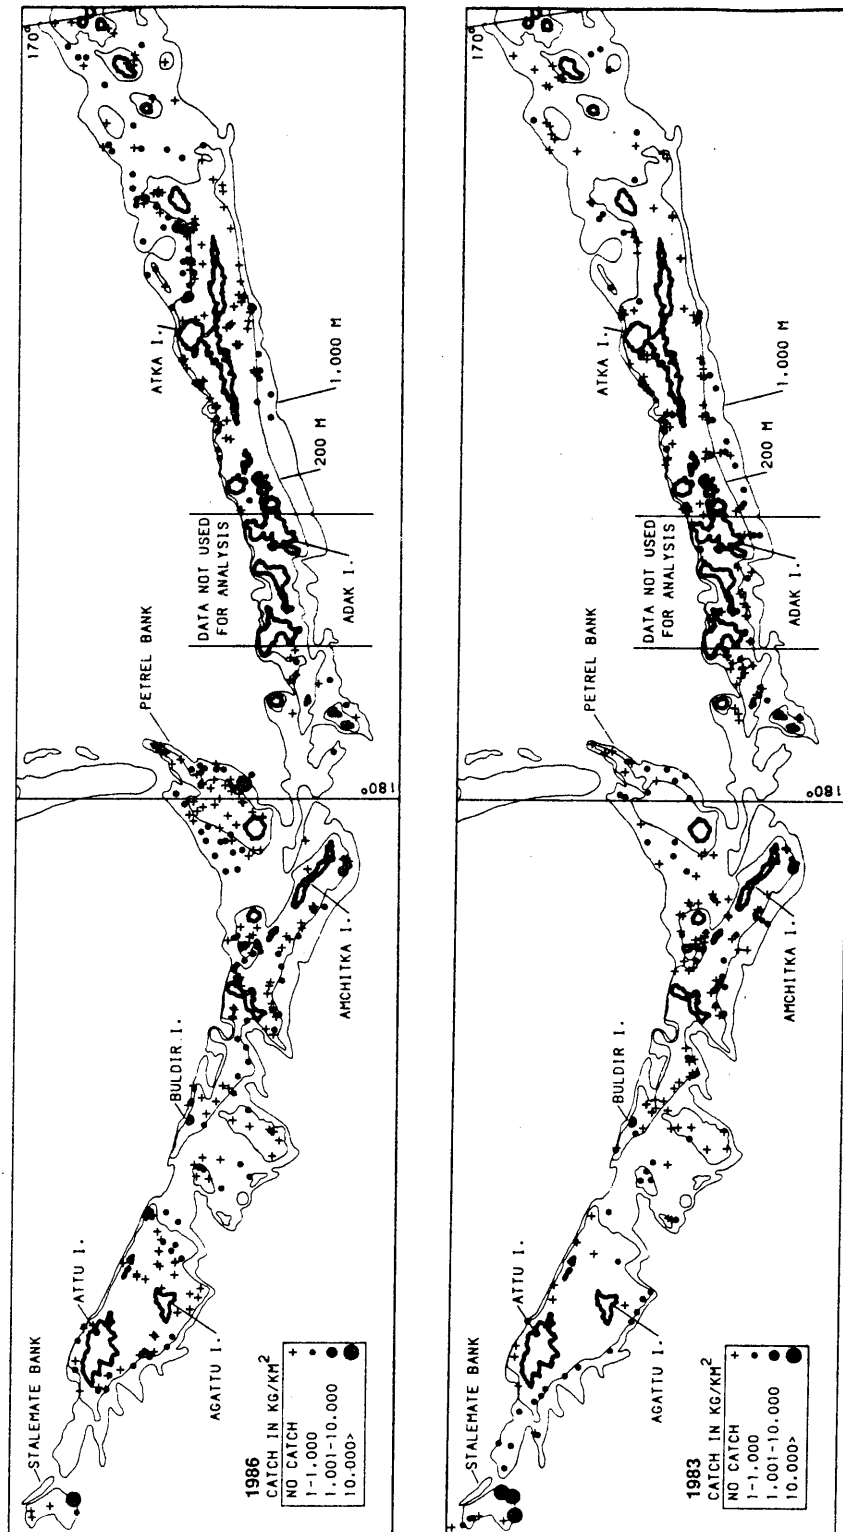 170°
ATKA I.
1,000 M
200 M
DATA NOT USED
FOR ANALYSIS
ADAK I.
PETREL BANK
180°
AMCHITKA I.
BULDIR I.
ATTU I.
AGATTU I.
STALEMATE BANK
1986
CATCH IN KG/KM²
NO CATCH +
1-1,000
1,001-10,000
10,000>
170°
ATKA I.
1,000 M
200 M
DATA NOT USED
FOR ANALYSIS
ADAK I.
PETREL BANK
180°
AMCHITKA I.
BULDIR I.
ATTU I.
AGATTU I.
STALEMATE BANK
1983
CATCH IN KG/KM²
NO CATCH +
1-1,000
1,001-10,000
10,000>